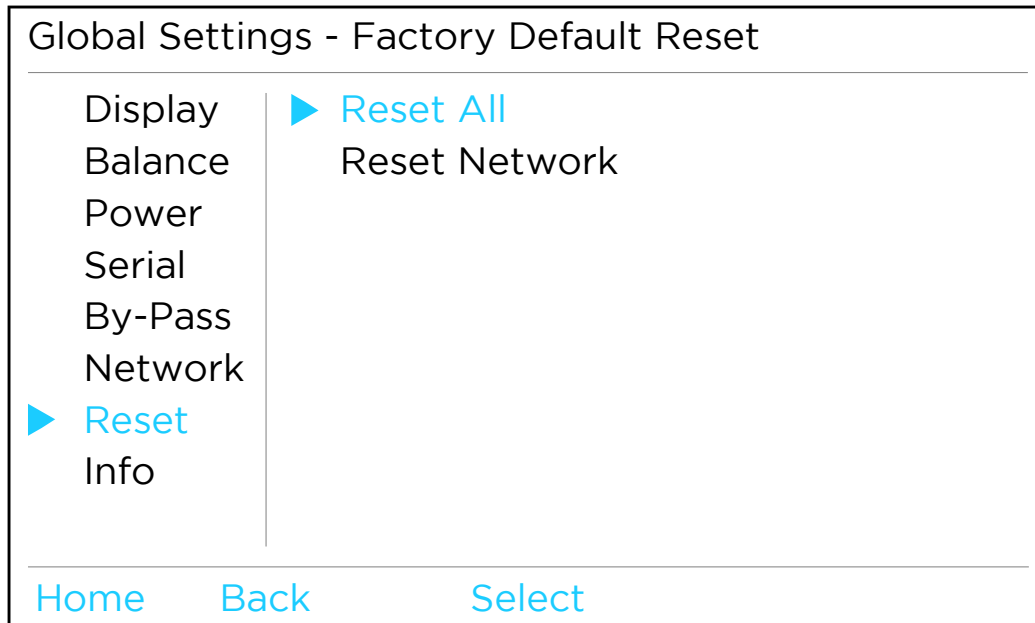 Global Settings - Factory Default Reset
Display
Balance
Power
Serial
By-Pass
Network
Reset
Info
Reset All
Reset Network
Home Back Select